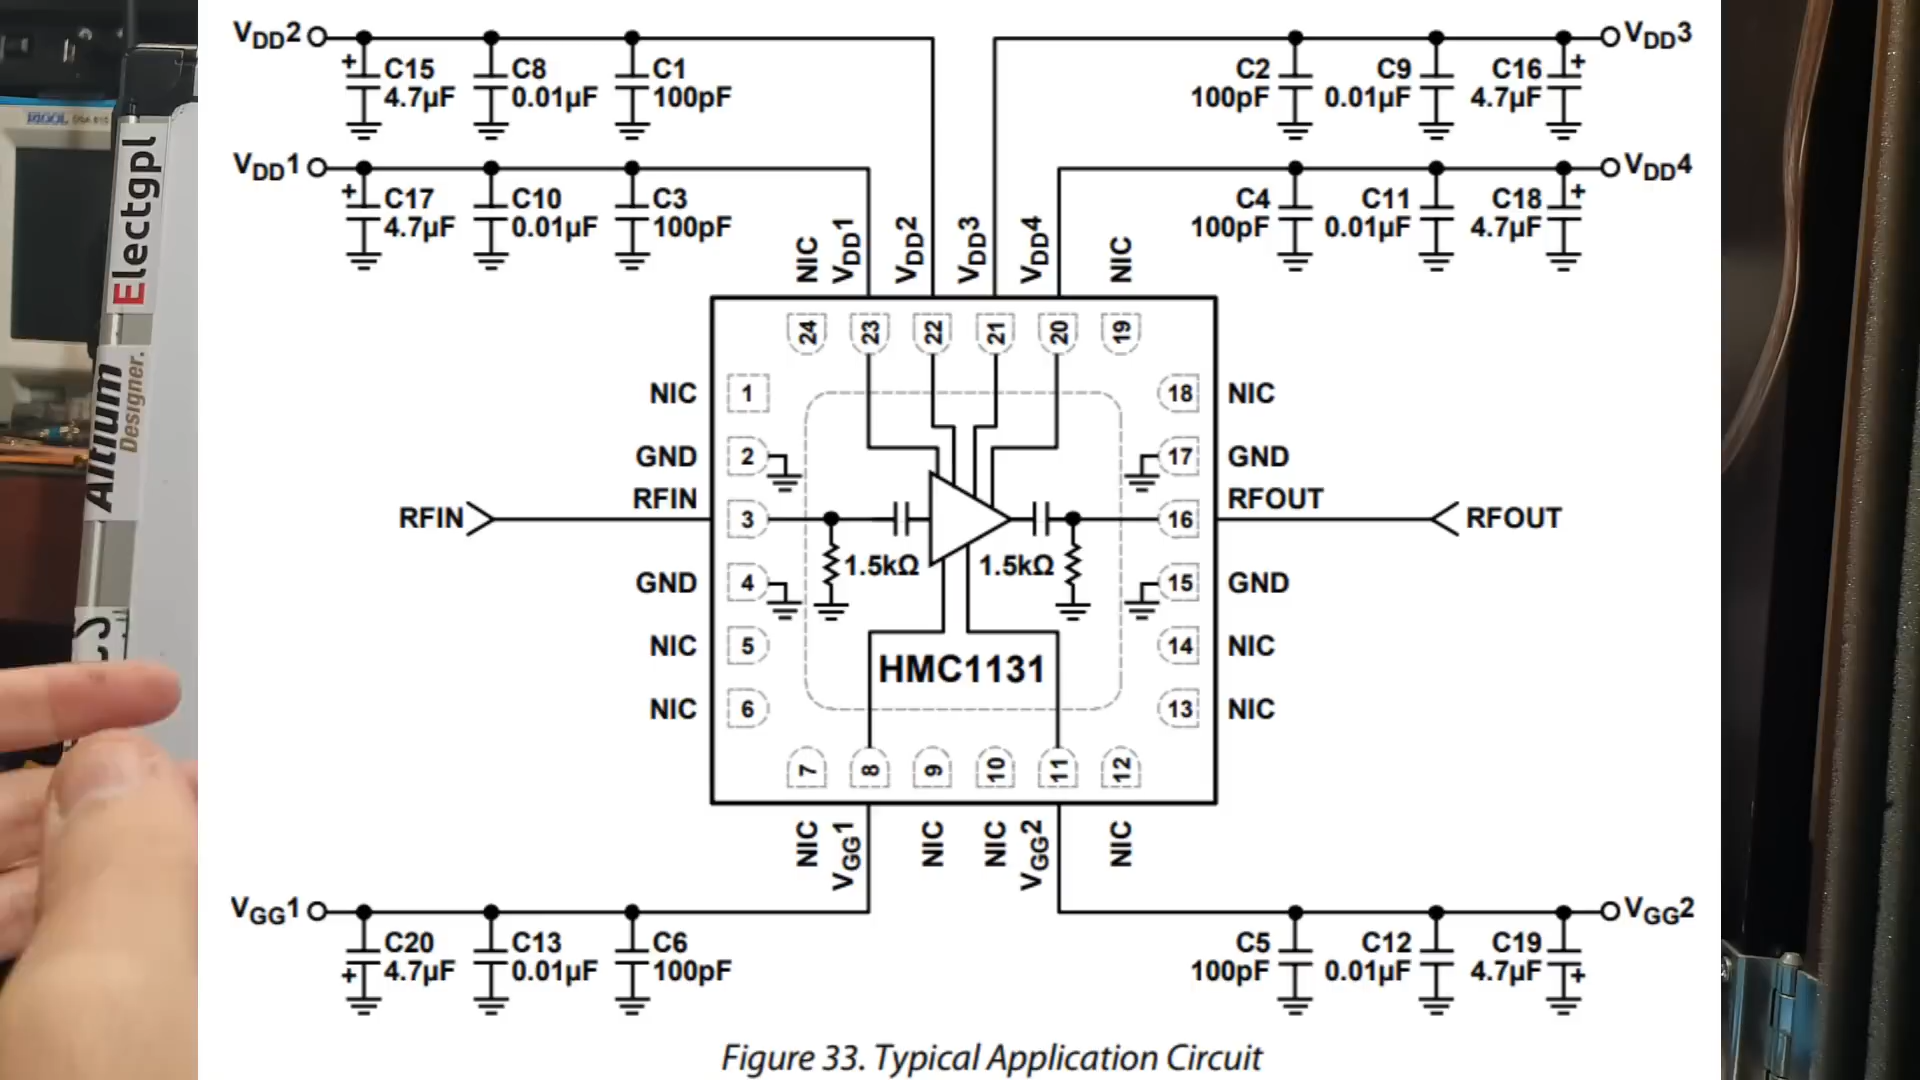 VDD2
C15
4.7µF
C8
0.01µF
C1
100pF
C2
100pF
C9
0.01µF
C16
4.7µF
VDD3
VDD1
C17
4.7µF
C10
0.01µF
C3
100pF
C4
100pF
C11
0.01µF
C18
4.7µF
VDD4
NIC
VDD1
VDD2
VDD3
VDD4
NIC
24
23
22
21
20
19
NIC
1
18
NIC
GND
2
17
GND
RFIN
RFIN
3
1.5kΩ
1.5kΩ
16
RFOUT
RFOUT
GND
4
15
GND
NIC
5
14
NIC
HMC1131
NIC
6
13
NIC
7
8
9
10
11
12
NIC
VGG1
NIC
NIC
VGG2
NIC
VGG1
C20
4.7µF
C13
0.01µF
C6
100pF
C5
100pF
C12
0.01µF
C19
4.7µF
VGG2
Figure 33. Typical Application Circuit
RIGOL
Electgpl
Altium
Designer.